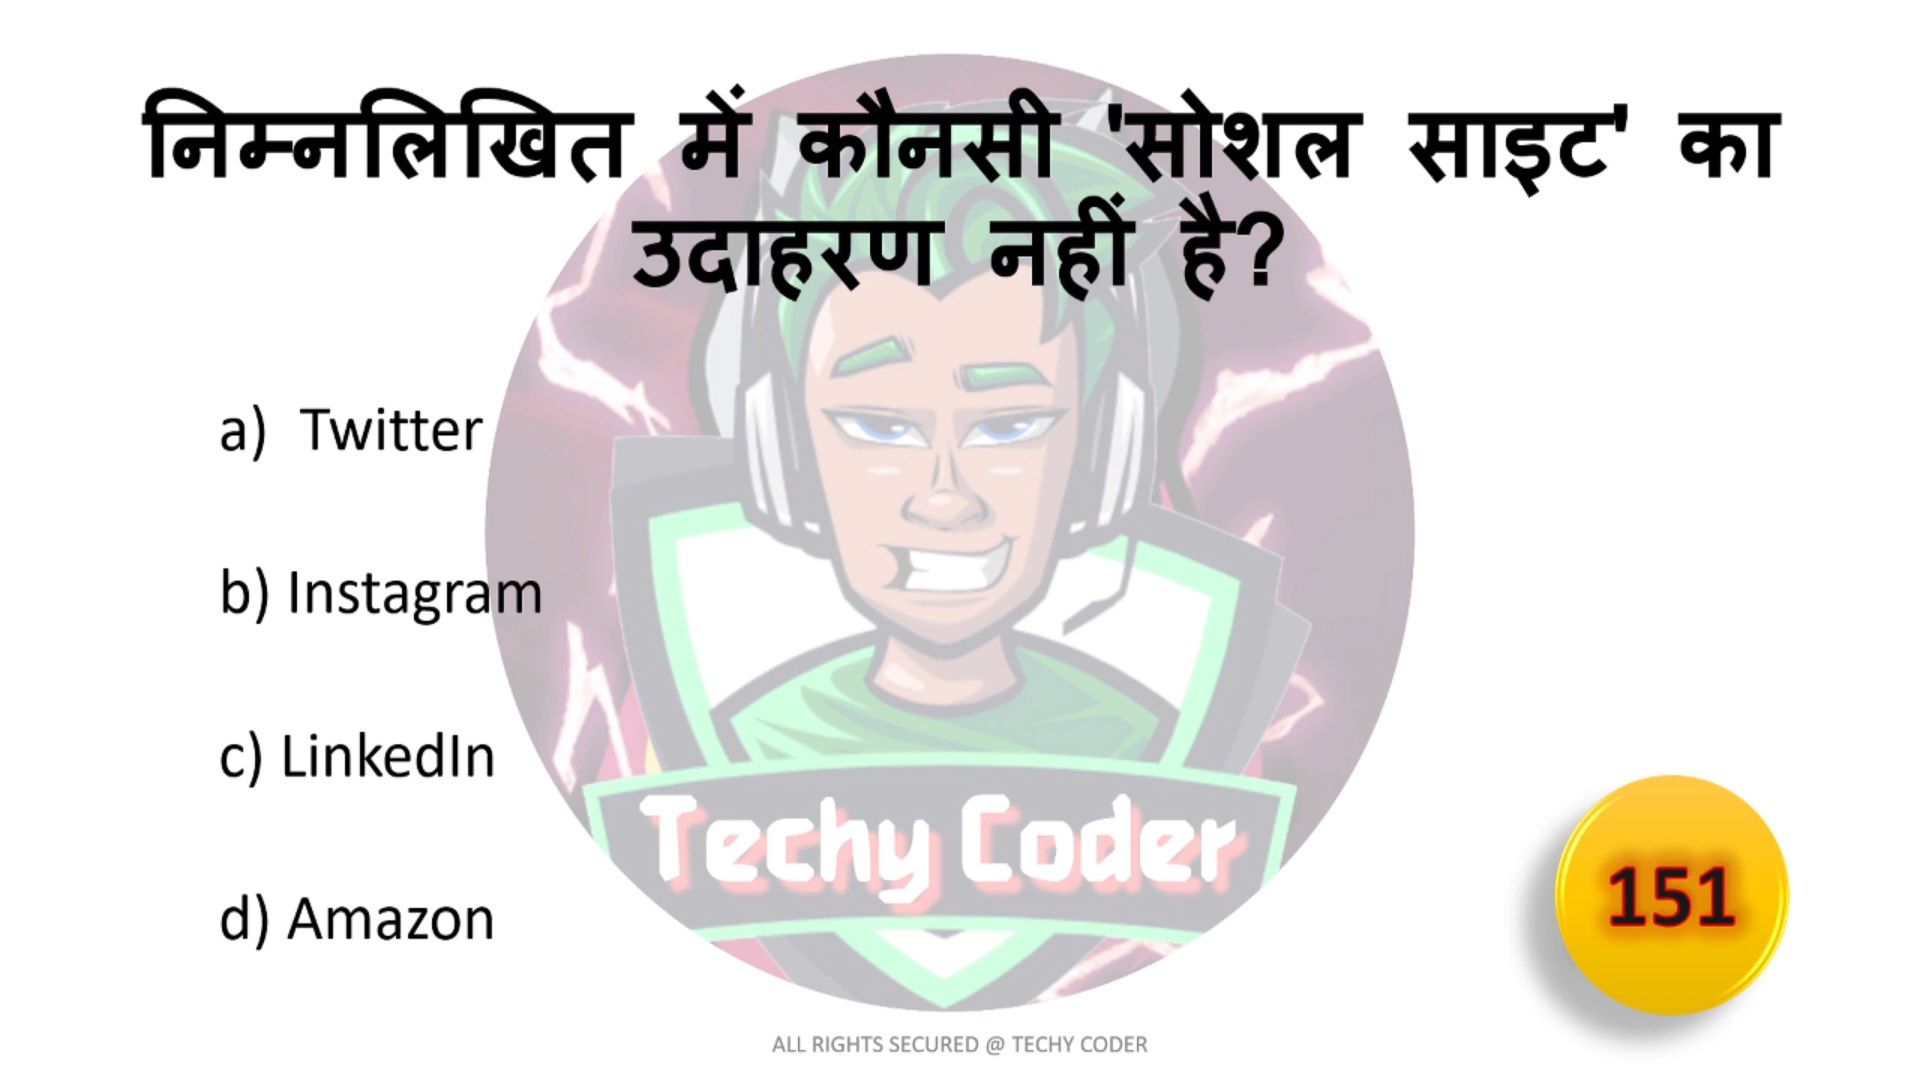 निम्नलिखित में कौनसी 'सोशल साइट' का
उदाहरण नहीं है?
a) Twitter
b) Instagram
c) LinkedIn
d) Amazon
Techy Coder
151
ALL RIGHTS SECURED @ TECHY CODER